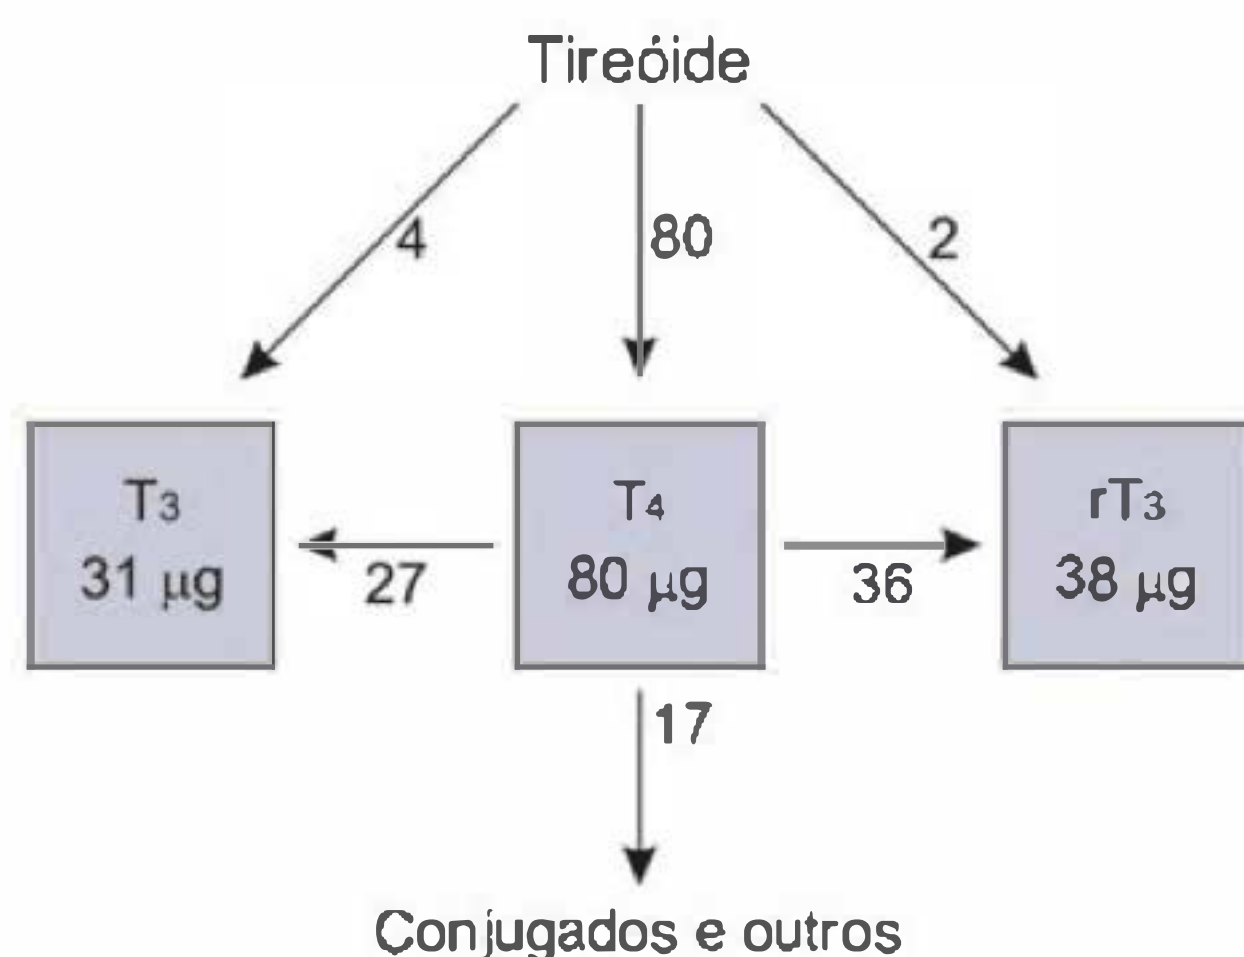 Tireóide
4
80
2
T3
31 µg
27
T4
80 µg
36
rT3
38 µg
17
Conjugados e outros